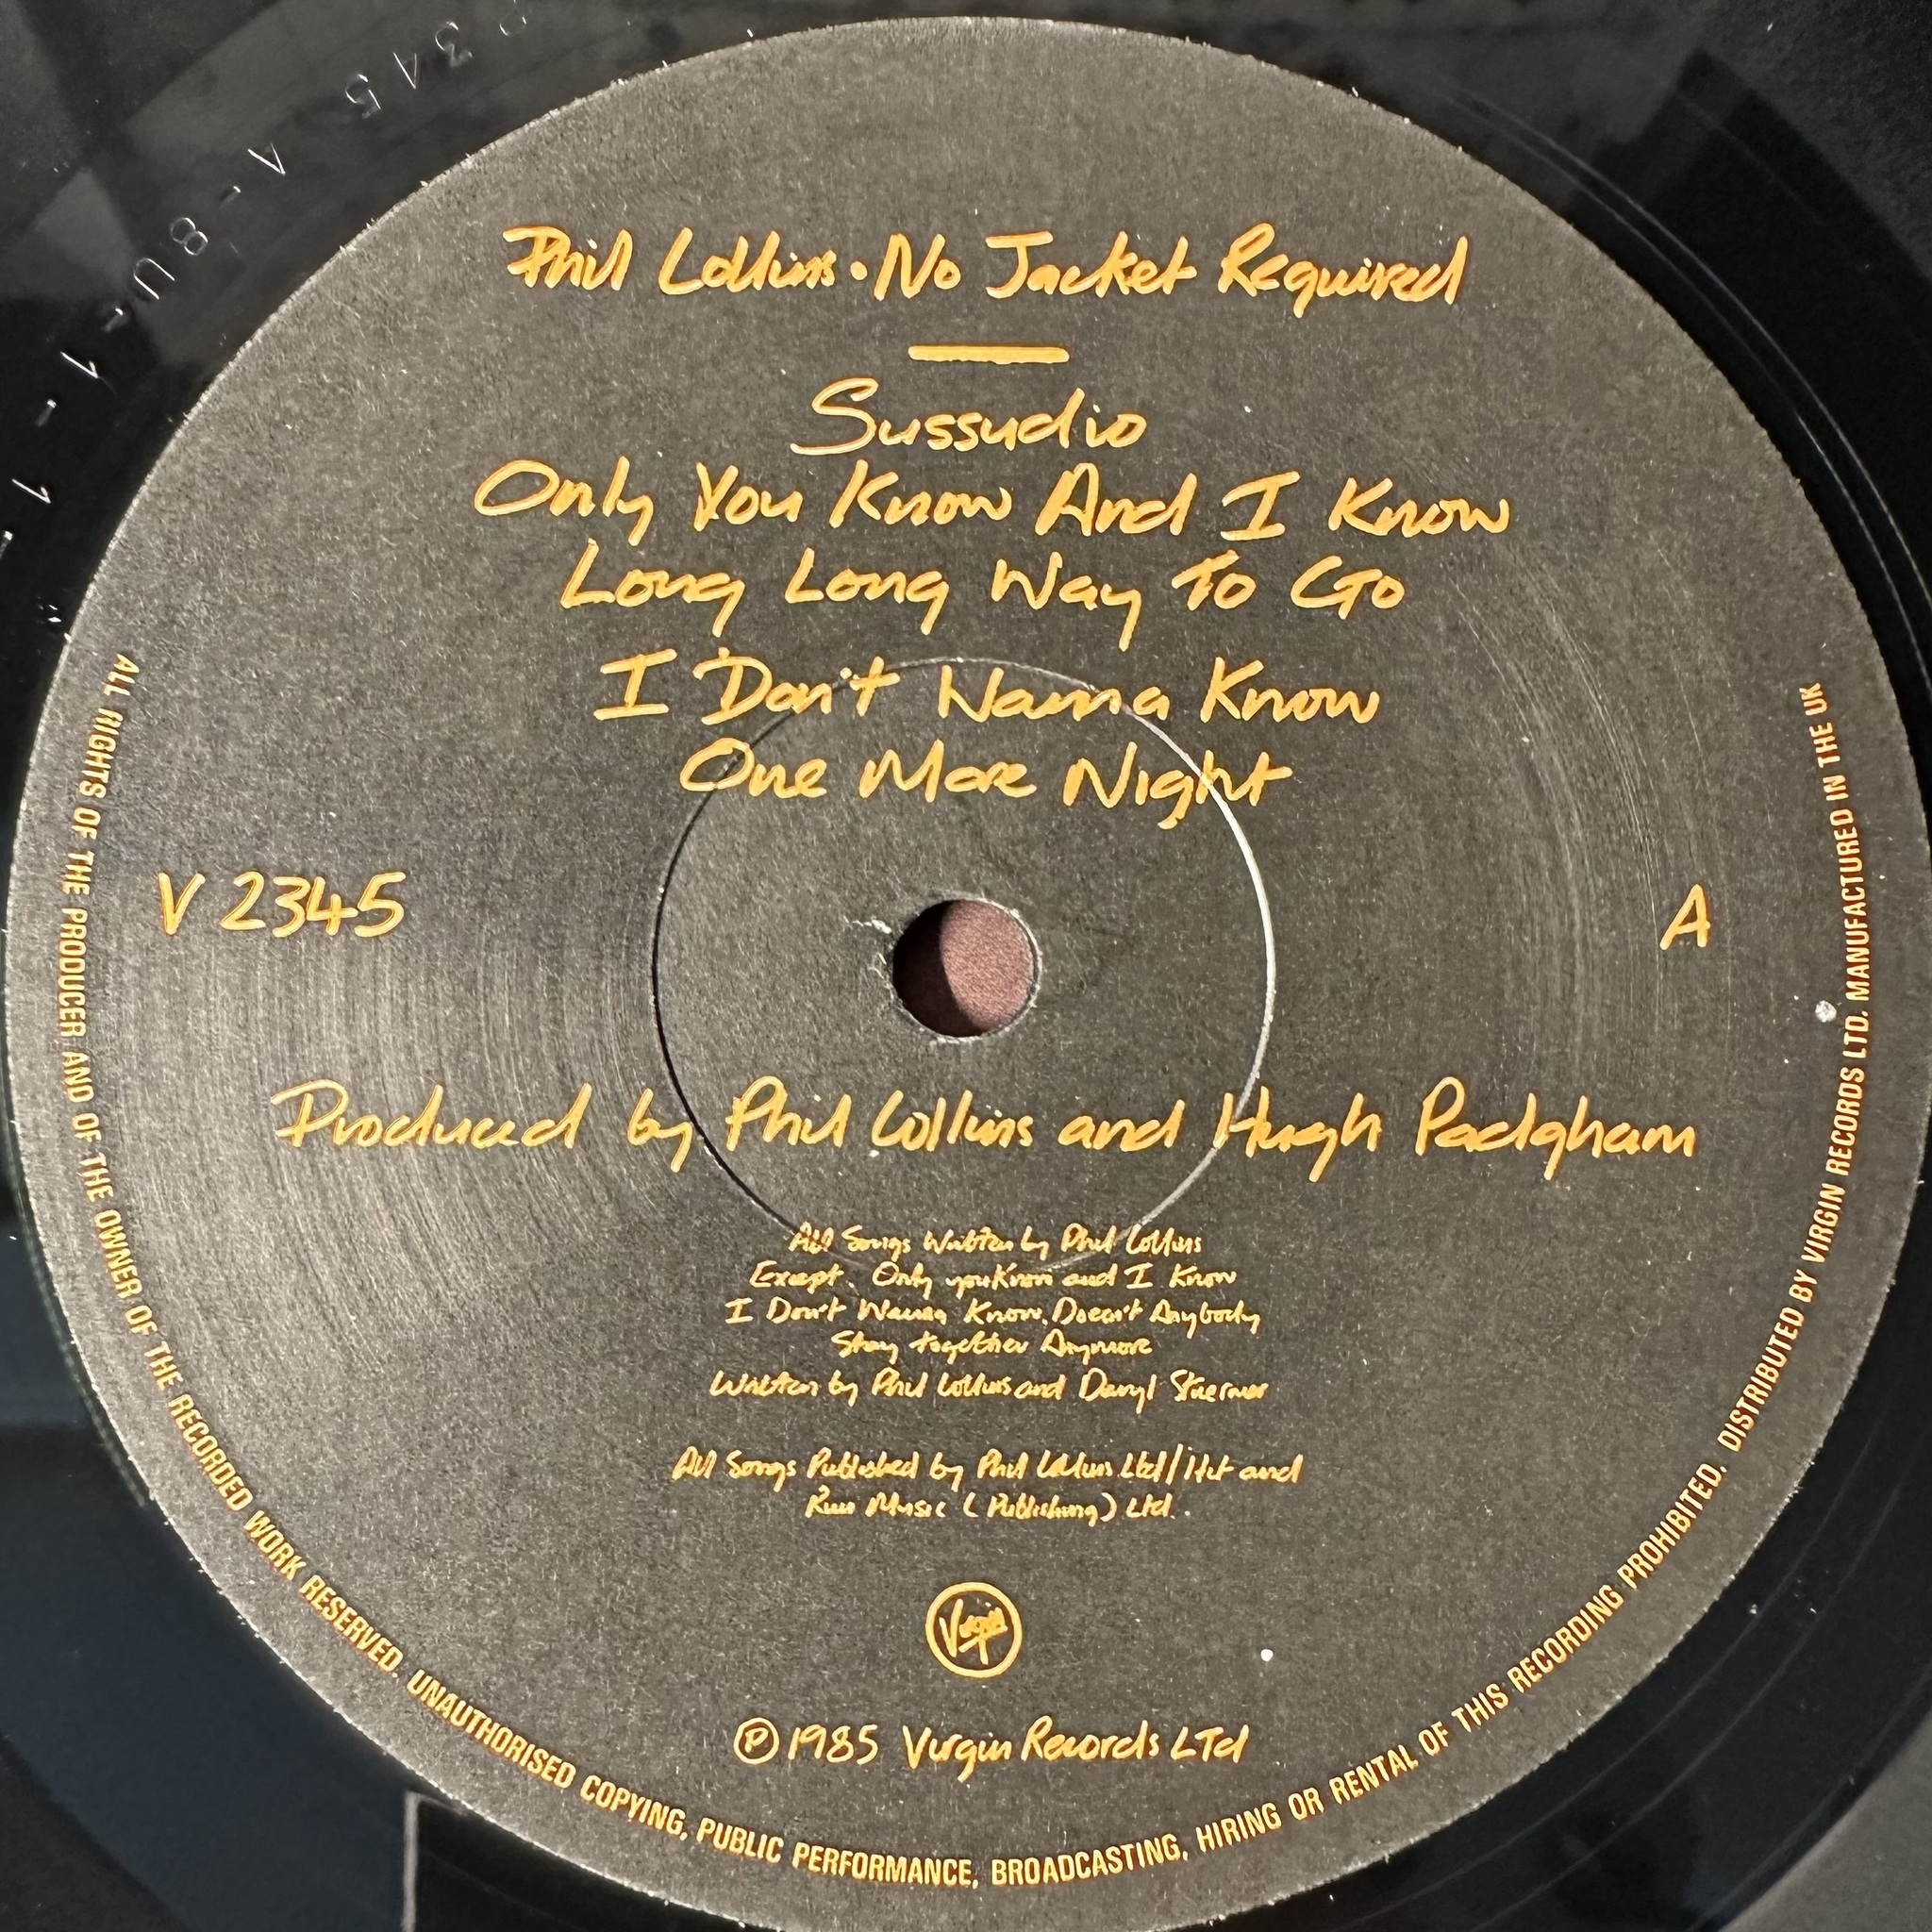 Phil Collins · No Jacket Required
Sussudio
Only You Know And I Know
Long Long Way To Go
I Don't Wanna Know
One More Night
V 2345
A
Produced by Phil Collins and Hugh Padgham
All Songs Written by Phil Collins
Except. Only you Know and I Know
I Don't Wanna Know, Doesn't Anybody
Stay together Anymore
Written by Phil Collins and Daryl Stuermer
All Songs Published by Phil Collins Ltd/Hit and
Run Music (Publishing) Ltd.
Virgin
℗ 1985 Virgin Records LTd
ALL RIGHTS OF THE PRODUCER AND OF THE OWNER OF THE RECORDED WORK RESERVED. UNAUTHORISED COPYING, PUBLIC PERFORMANCE, BROADCASTING, HIRING OR RENTAL OF THIS RECORDING PROHIBITED. DISTRIBUTED BY VIRGIN RECORDS LTD. MANUFACTURED IN THE UK
345 A-8U-1-1-